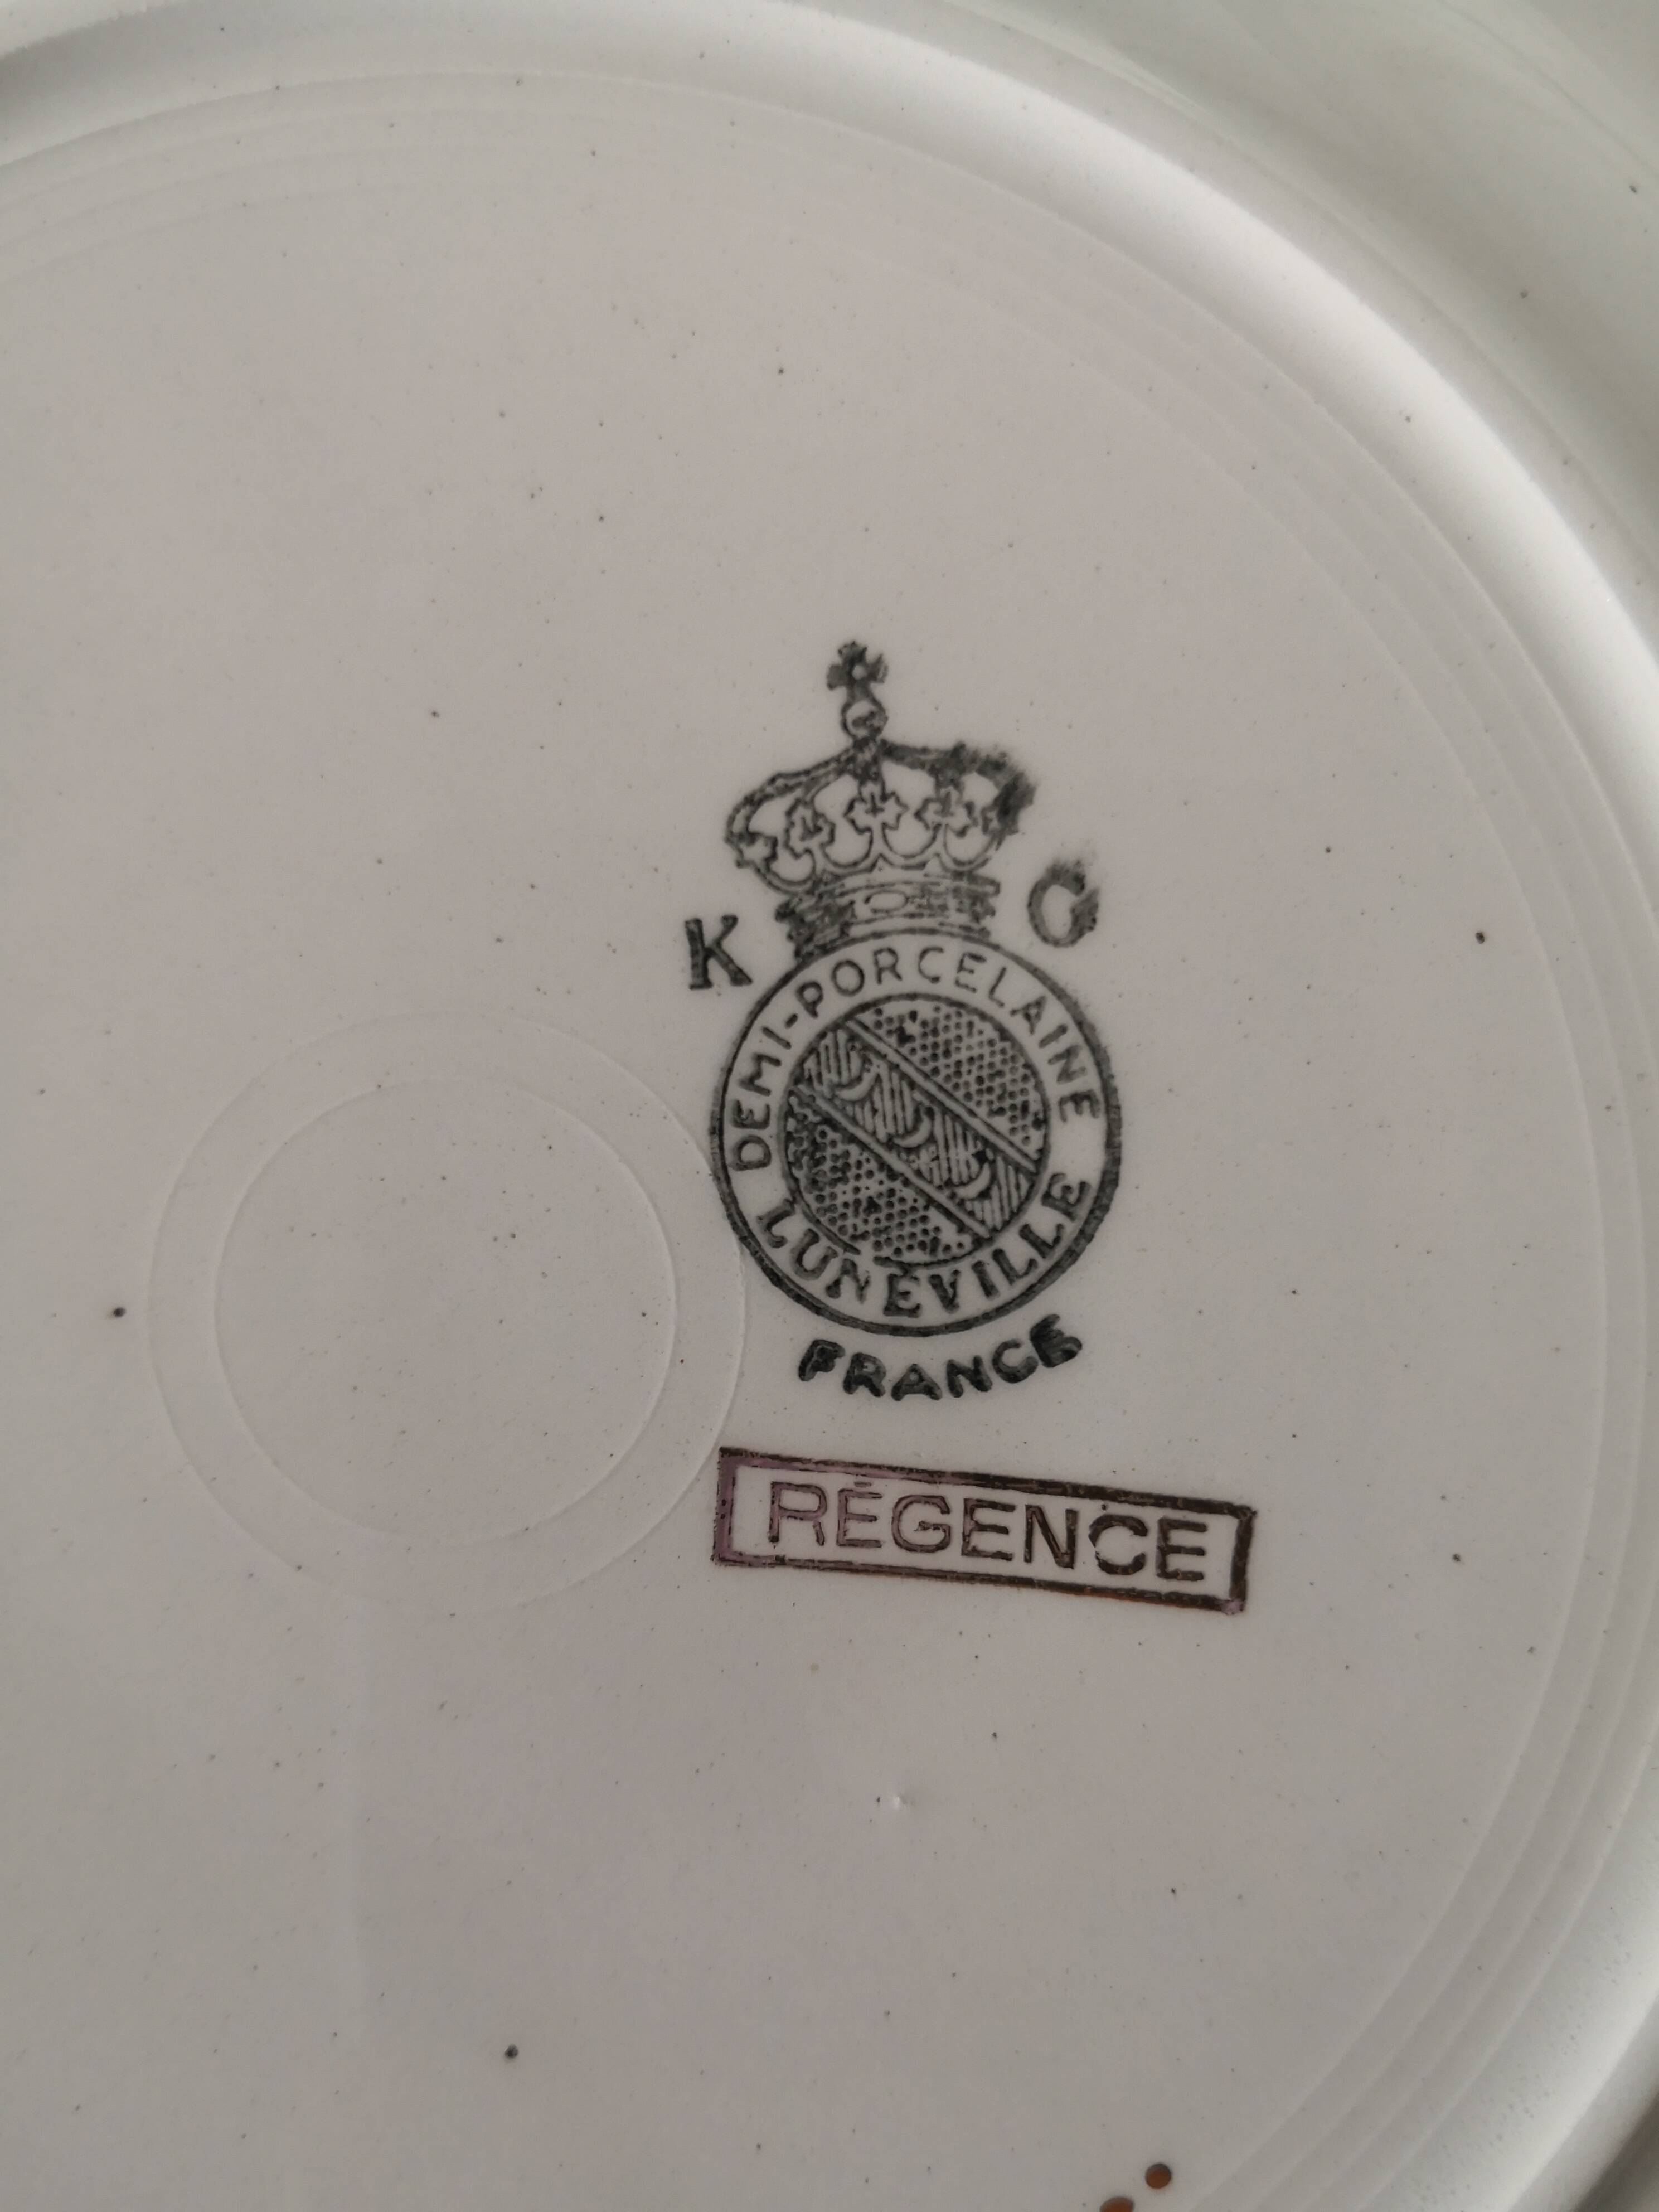 K G
DEMI-PORCELAINE
LUNÉVILLE
FRANCE
RÉGENCE